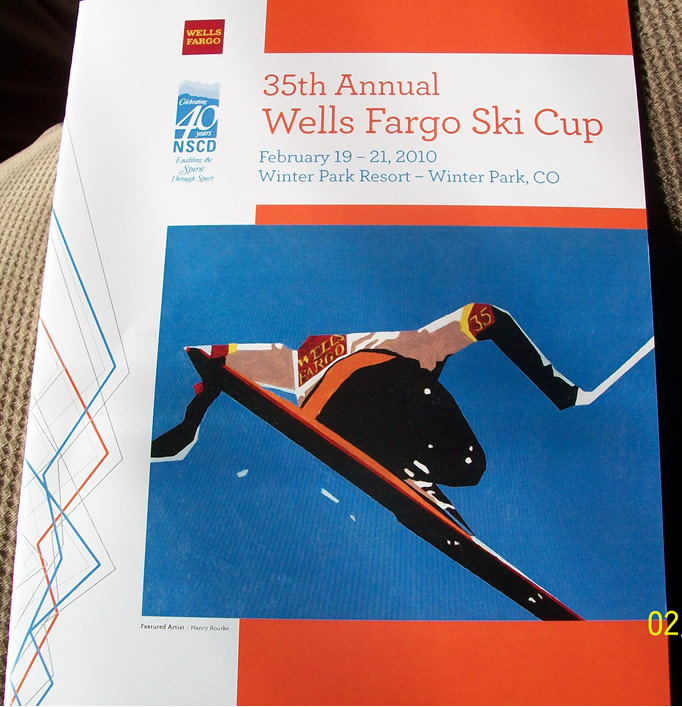 WELLS
FARGO
Celebrating
40
years
NSCD
Enabling the
Spirit
Through Sport
35th Annual
Wells Fargo Ski Cup
February 19 – 21, 2010
Winter Park Resort – Winter Park, CO
35
WELLS
FARGO
Featured Artist – Nancy Rourke
02